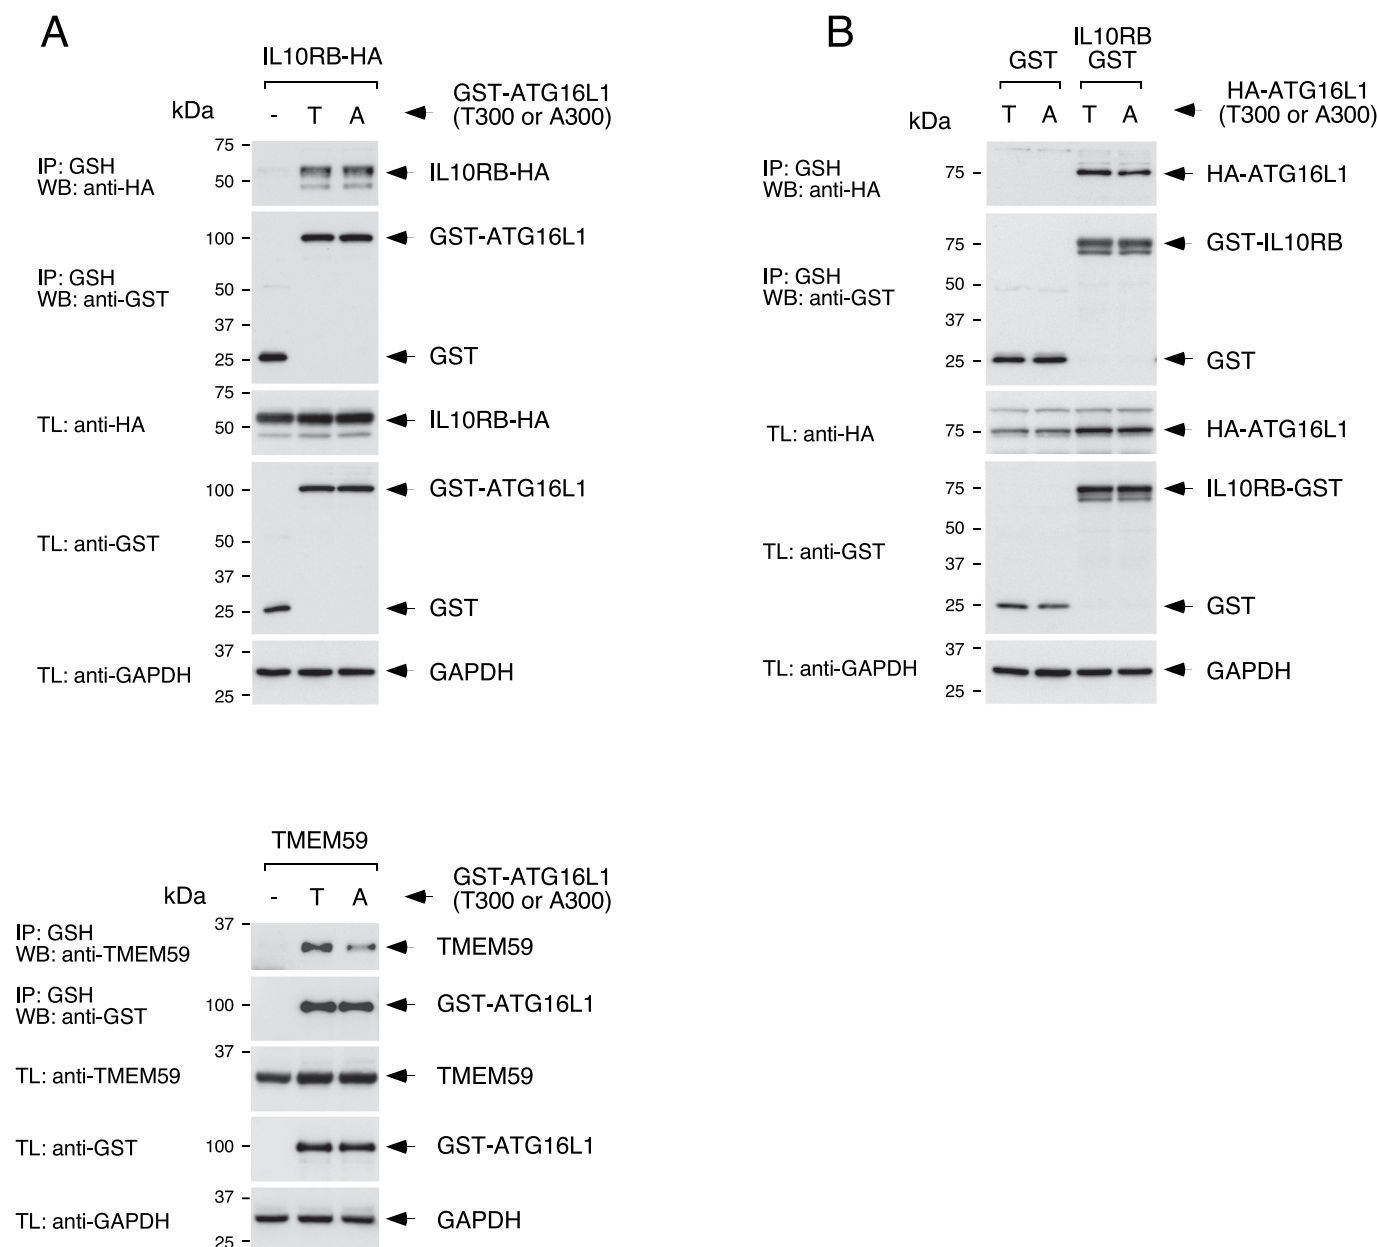 A
IL10RB-HA
kDa
-
T
A
GST-ATG16L1
(T300 or A300)
IP: GSH
WB: anti-HA
75
50
IL10RB-HA
IP: GSH
WB: anti-GST
100
50
37
25
GST-ATG16L1
GST
TL: anti-HA
75
50
IL10RB-HA
TL: anti-GST
100
50
37
25
GST-ATG16L1
GST
TL: anti-GAPDH
37
25
GAPDH
B
GST
IL10RB
GST
kDa
T
A
T
A
HA-ATG16L1
(T300 or A300)
IP: GSH
WB: anti-HA
75
HA-ATG16L1
IP: GSH
WB: anti-GST
75
50
37
25
GST-IL10RB
GST
TL: anti-HA
75
HA-ATG16L1
TL: anti-GST
75
50
37
25
IL10RB-GST
GST
TL: anti-GAPDH
37
25
GAPDH
TMEM59
kDa
-
T
A
GST-ATG16L1
(T300 or A300)
IP: GSH
WB: anti-TMEM59
37
TMEM59
IP: GSH
WB: anti-GST
100
GST-ATG16L1
TL: anti-TMEM59
37
TMEM59
TL: anti-GST
100
GST-ATG16L1
TL: anti-GAPDH
37
25
GAPDH